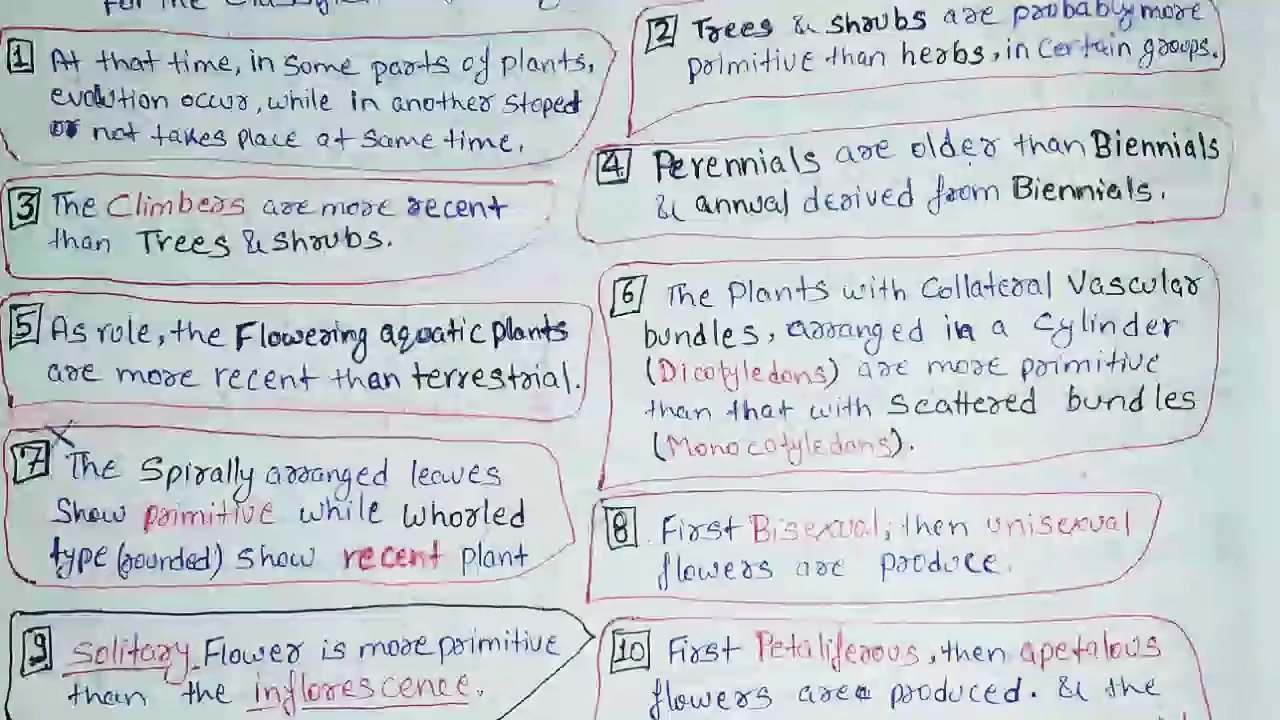 for the Classif
1 At that time, in some parts of plants,
evolution occur, while in another stoped
or not takes place at same time.
2 Trees & shrubs are probably more
primitive than herbs, in certain groups.
3 The Climbers are more recent
than Trees & shrubs.
4. Perennials are older than Biennials
& annual derived from Biennials.
5 As role, the Flowering aquatic plants
are more recent than terrestrial.
6 The Plants with Collateral Vascular
bundles, arranged in a Cylinder
(Dicotyledons) are more primitive
than that with Scattered bundles
(Monocotyledons).
7 The Spirally arranged leaves
Show primitive while whorled
type (rounded) show recent plant
8 First Bisexual, then unisexual
flowers are produce.
9 Solitary Flower is more primitive
than the inflorescence.
10 First Petaliferous, then apetalous
flowers are produced. & the